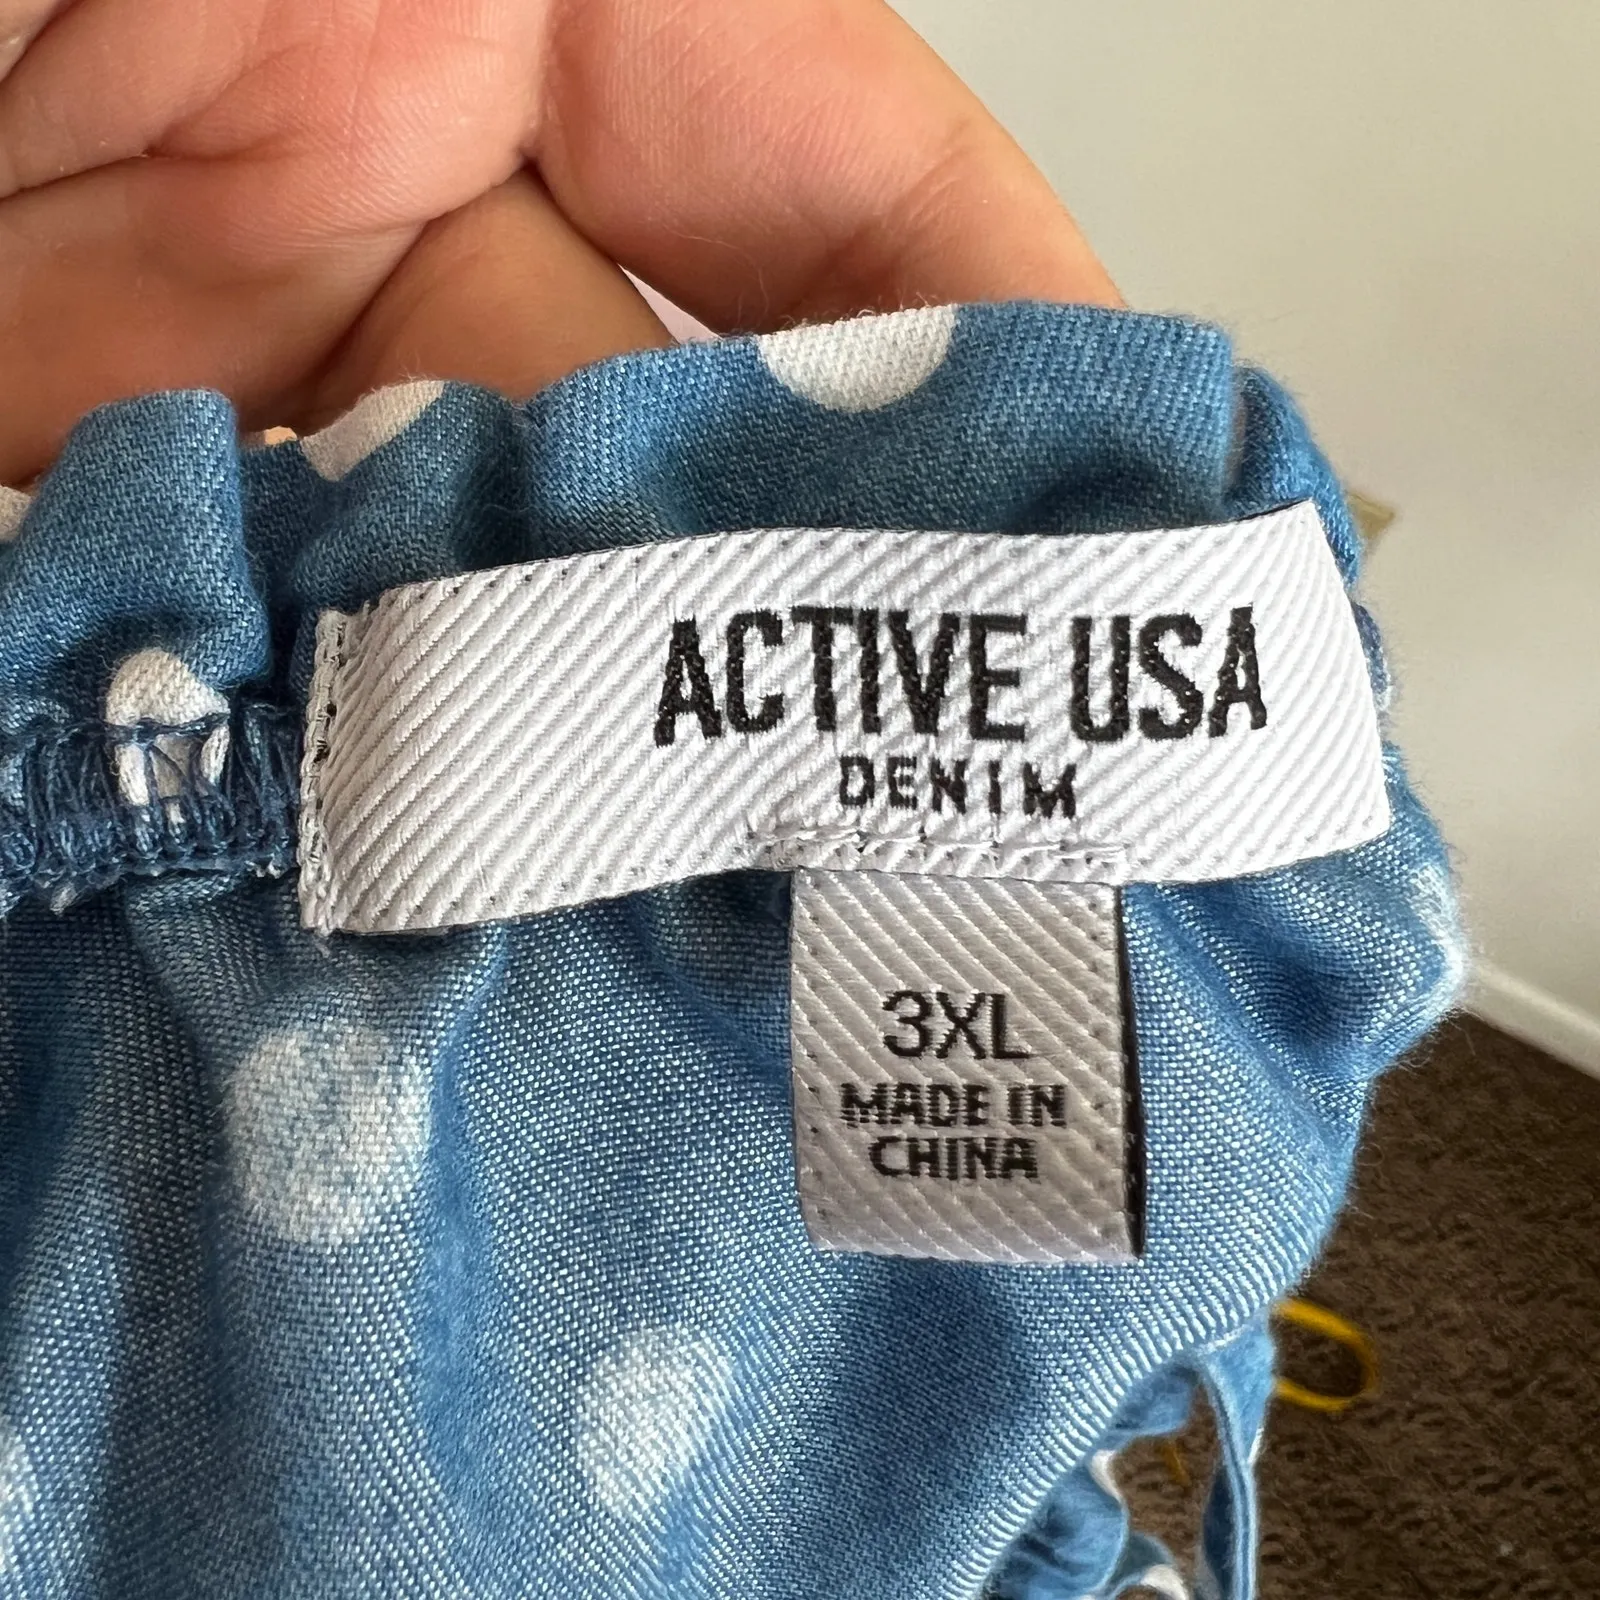 ACTIVE USA
DENIM
3XL
MADE IN
CHINA